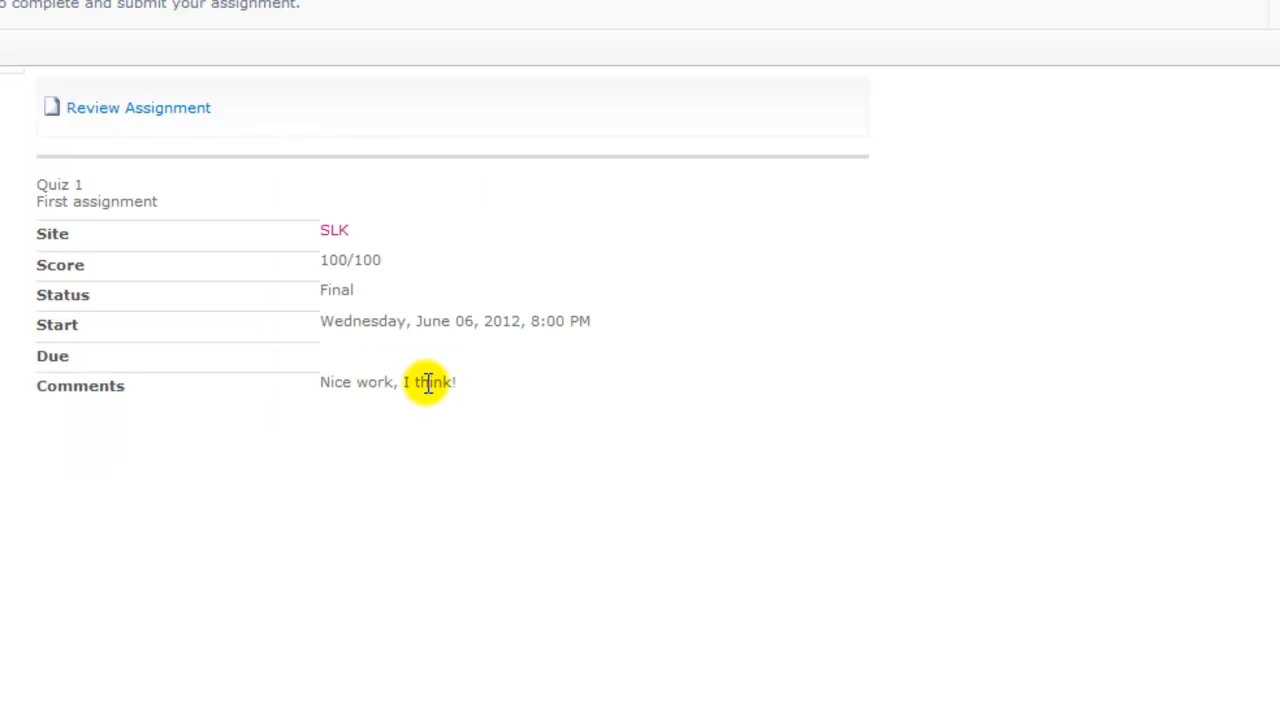 o complete and submit your assignment.
Review Assignment
Quiz 1
First assignment
Site SLK
Score 100/100
Status Final
Start Wednesday, June 06, 2012, 8:00 PM
Due
Comments Nice work, I think!